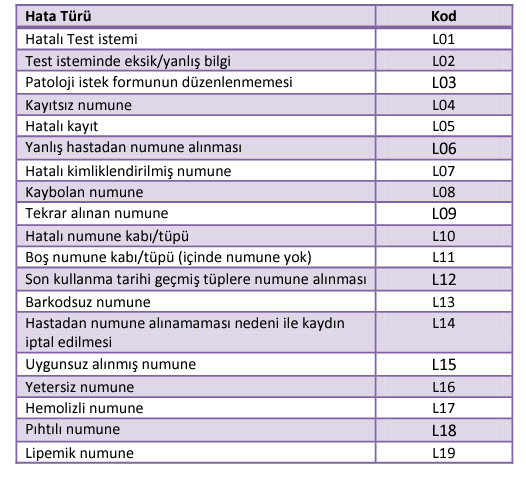 Hata Türü Kod
Hatalı Test istemi L01
Test isteminde eksik/yanlış bilgi L02
Patoloji istek formunun düzenlenmemesi L03
Kayıtsız numune L04
Hatalı kayıt L05
Yanlış hastadan numune alınması L06
Hatalı kimliklendirilmiş numune L07
Kaybolan numune L08
Tekrar alınan numune L09
Hatalı numune kabı/tüpü L10
Boş numune kabı/tüpü (içinde numune yok) L11
Son kullanma tarihi geçmiş tüplere numune alınması L12
Barkodsuz numune L13
Hastadan numune alınamaması nedeni ile kaydın L14
iptal edilmesi
Uygunsuz alınmış numune L15
Yetersiz numune L16
Hemolizli numune L17
Pıhtılı numune L18
Lipemik numune L19